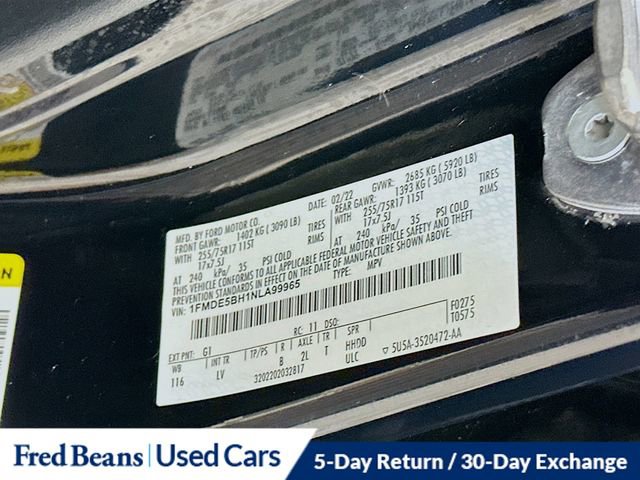 MFD. BY FORD MOTOR CO.
DATE: 02/22 GVWR: 2685 KG ( 5920 LB)
FRONT GAWR: 1402 KG ( 3090 LB)
REAR GAWR: 1393 KG ( 3070 LB)
WITH 255/75R17 115T TIRES
WITH 255/75R17 115T TIRES
17x7.5J RIMS
17x7.5J RIMS
AT 240 kPa/ 35 PSI COLD
AT 240 kPa/ 35 PSI COLD
THIS VEHICLE CONFORMS TO ALL APPLICABLE FEDERAL MOTOR VEHICLE SAFETY AND THEFT
PREVENTION STANDARDS IN EFFECT ON THE DATE OF MANUFACTURE SHOWN ABOVE.
VIN: 1FMDE5BH1NLA99965
TYPE: MPV
F0275
T0575
EXT PNT: G1 RC: 11 DSO:
WB INT TR TP/PS R AXLE TR SPR
116 LV B 2L T HHDD
3202202032817 ULC 5U5A-3520472-AA
N
Fred Beans Used Cars
5-Day Return / 30-Day Exchange